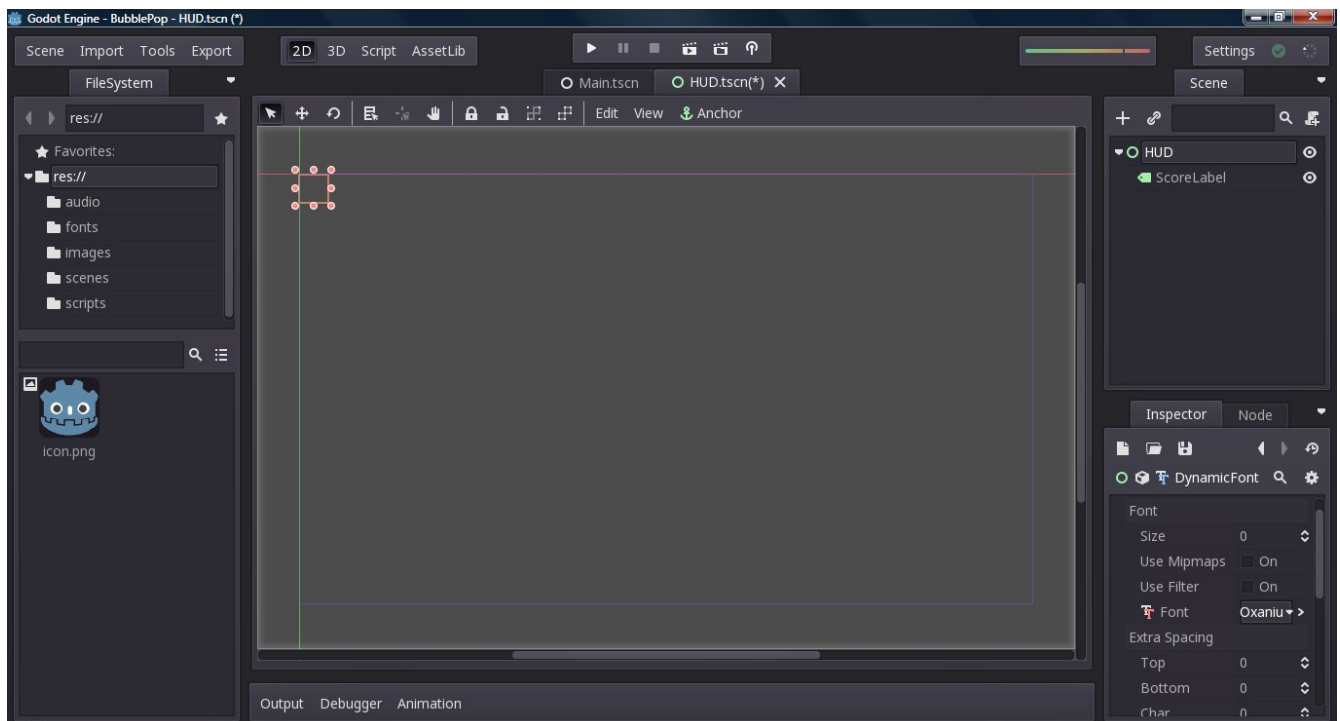 Godot Engine - BubblePop - HUD.tscn (*)
Scene Import Tools Export
2D 3D Script AssetLib
Settings
FileSystem
Main.tscn
HUD.tscn(*)
Scene
res://
Edit View Anchor
Favorites:
res://
audio
fonts
images
scenes
scripts
icon.png
HUD
ScoreLabel
Inspector Node
DynamicFont
Font
Size 0
Use Mipmaps On
Use Filter On
Font Oxaniu
Extra Spacing
Top 0
Bottom 0
Char 0
Output Debugger Animation